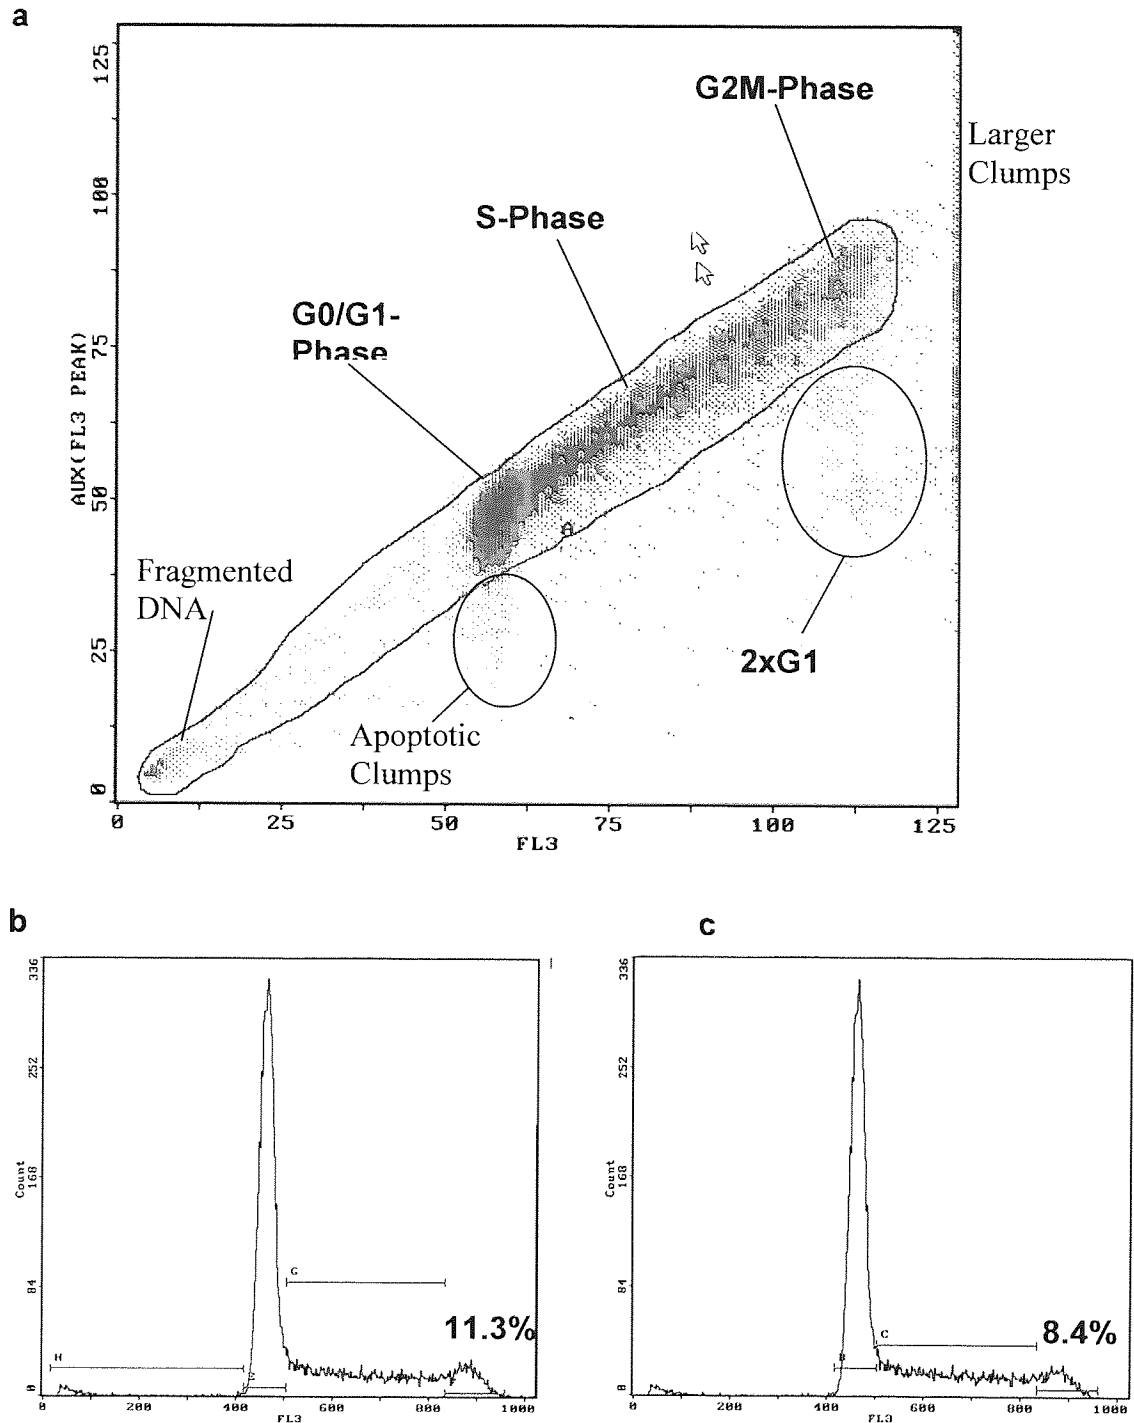 a
125
100
75
50
25
0
AUX(FL3 PEAK)
G2M-Phase
Larger
Clumps
S-Phase
G0/G1-
Phase
A
Fragmented
DNA
2xG1
Apoptotic
Clumps
0 25 50 75 100 125
FL3
b
336
252
168
84
0
Count
G
11.3%
H
0 200 400 600 800 1000
FL3
c
336
252
168
84
0
Count
C
8.4%
B
0 200 400 600 800 1000
FL3